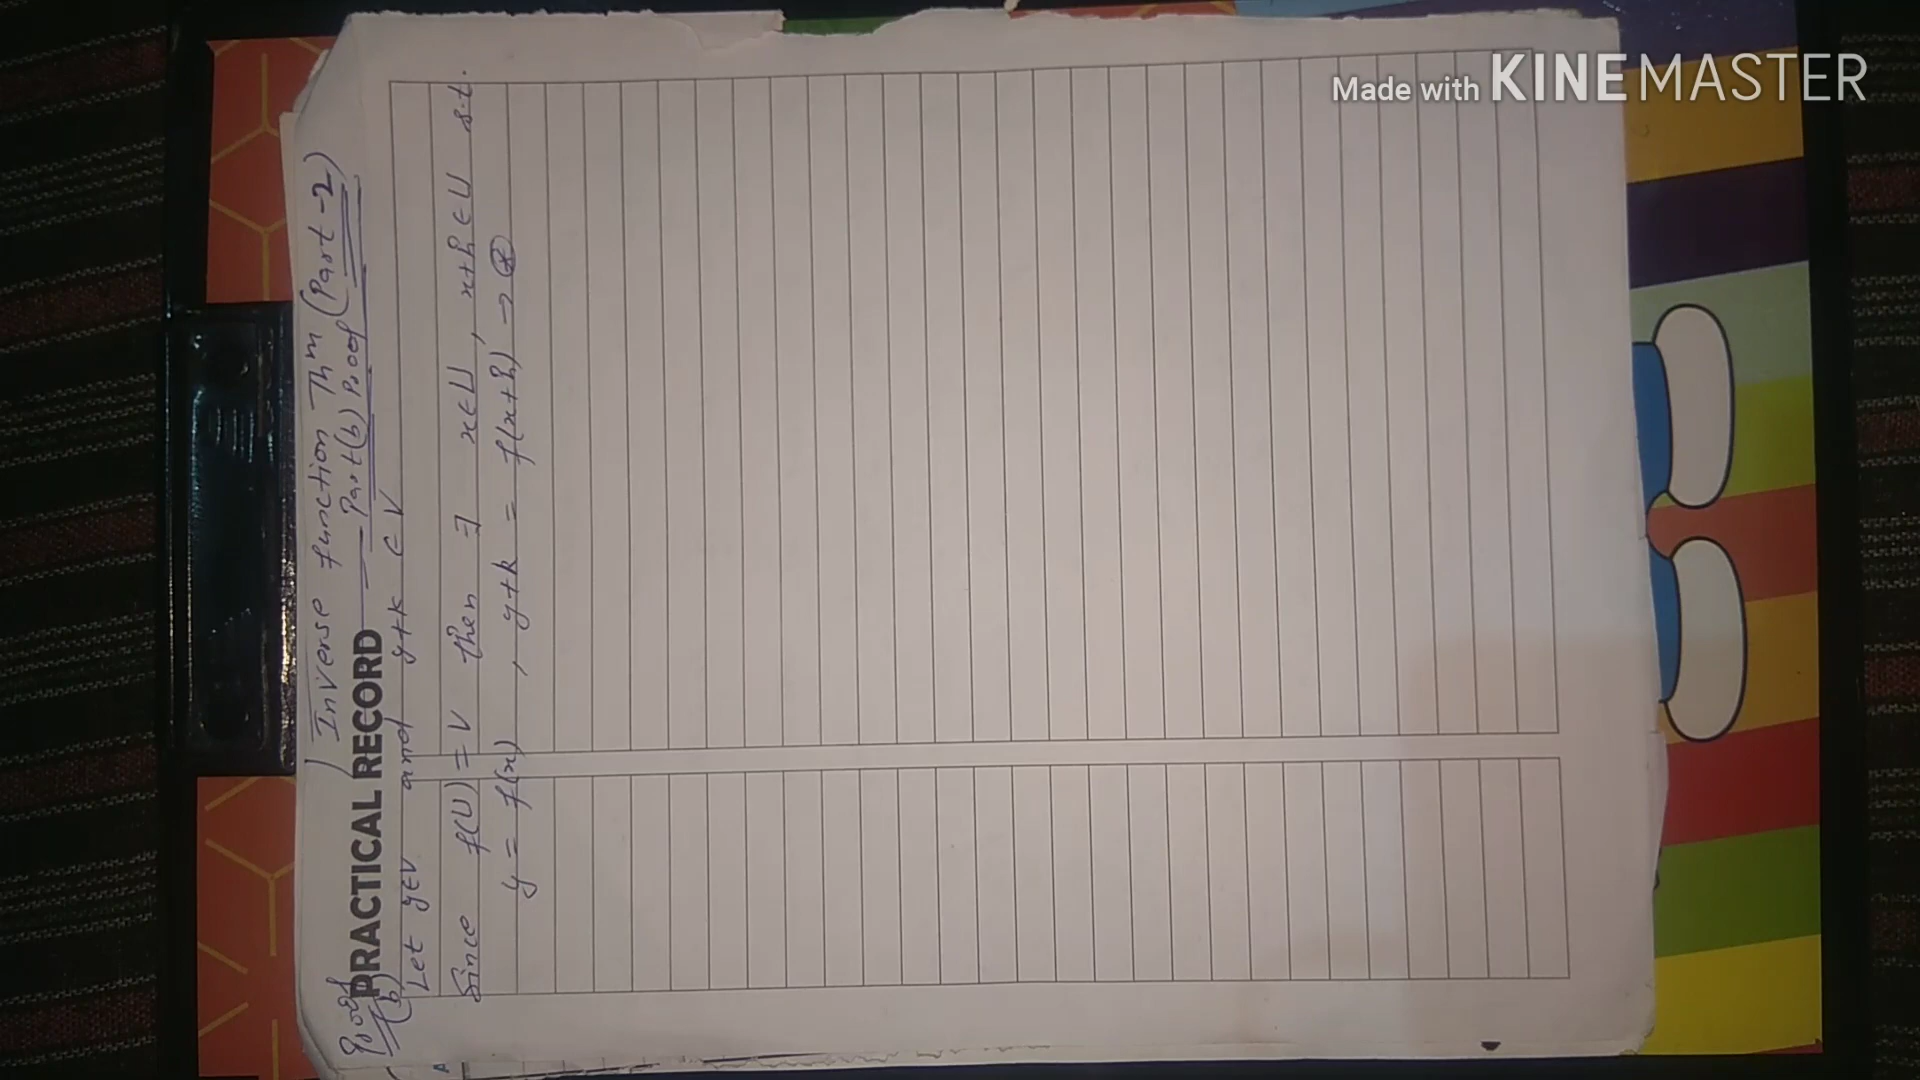 Made with KINEMASTER
Inverse function Thm (Part-2)
— Part(b) Proof
PRACTICAL RECORD
Proof
(b)
Let y∈V and y+k ∈ V
Since f(U) = V then ∃ x∈U, x+h∈U s.t.
y = f(x) , y+k = f(x+h) → ⊛